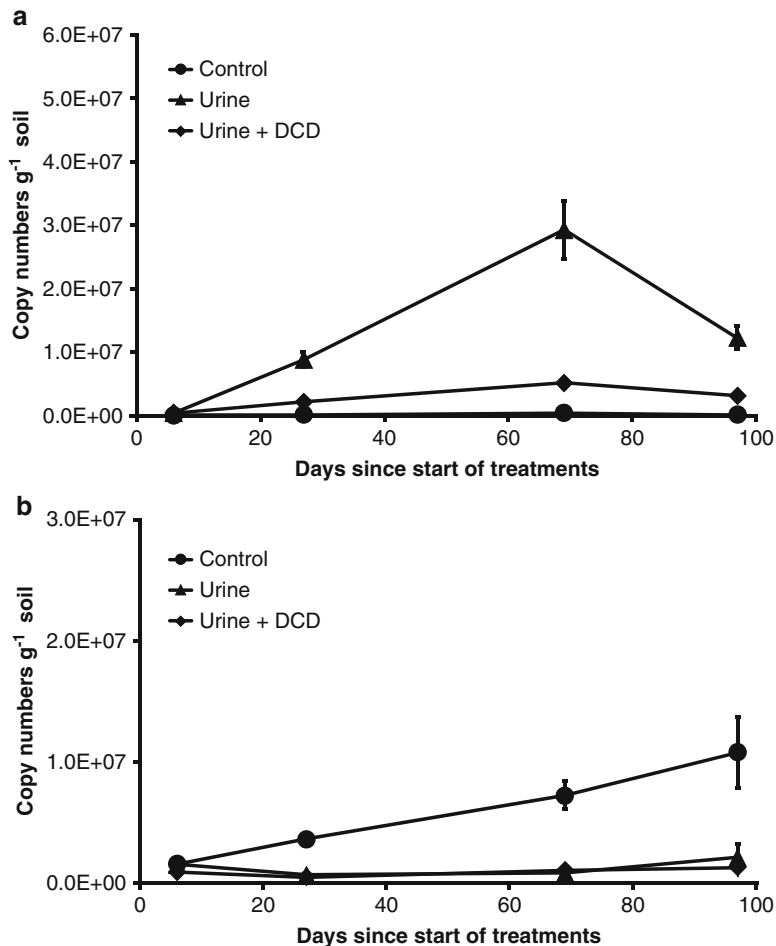 a
6.0E+07
5.0E+07
4.0E+07
3.0E+07
2.0E+07
1.0E+07
0.0E+00
Copy numbers g⁻¹ soil
Control
Urine
Urine + DCD
0 20 40 60 80 100
Days since start of treatments
b
3.0E+07
2.0E+07
1.0E+07
0.0E+00
Copy numbers g⁻¹ soil
Control
Urine
Urine + DCD
0 20 40 60 80 100
Days since start of treatments